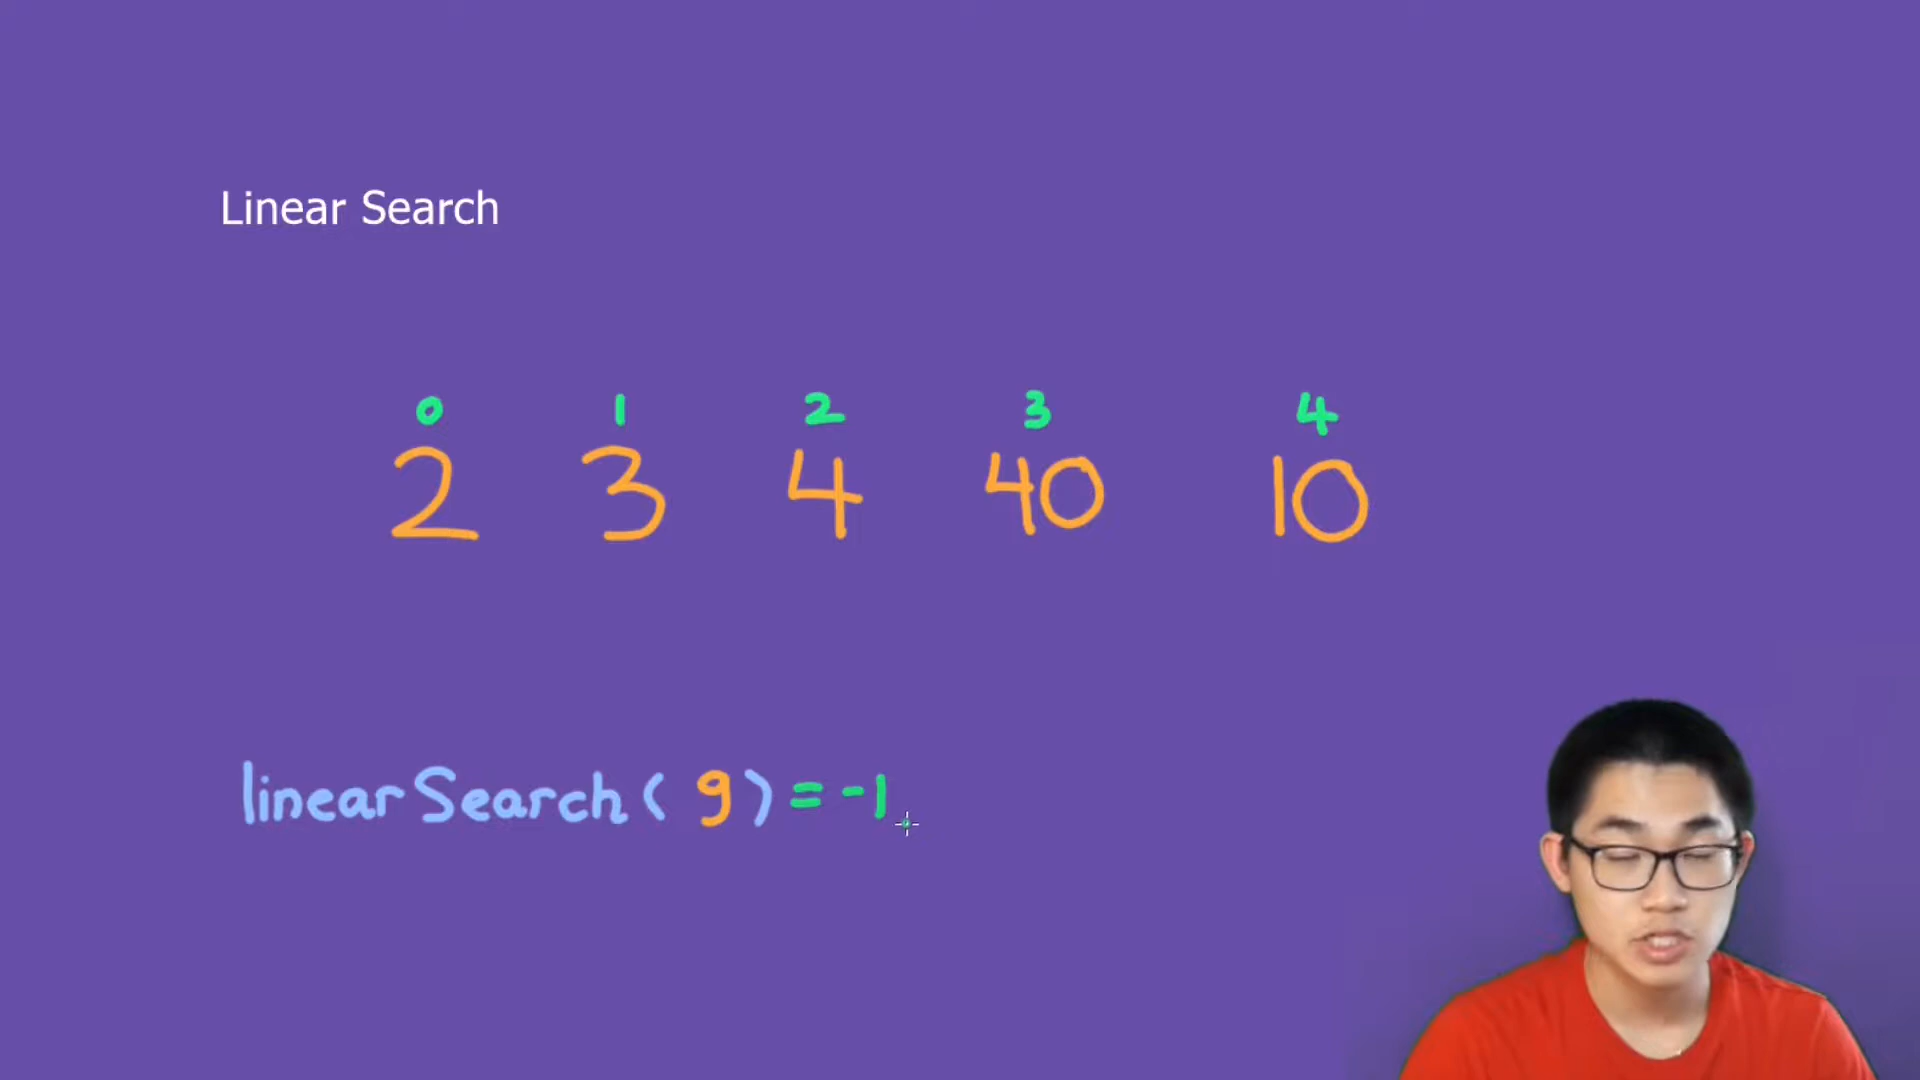 Linear Search
0 1 2 3 4
2 3 4 40 10
linearSearch( 9 ) = -1